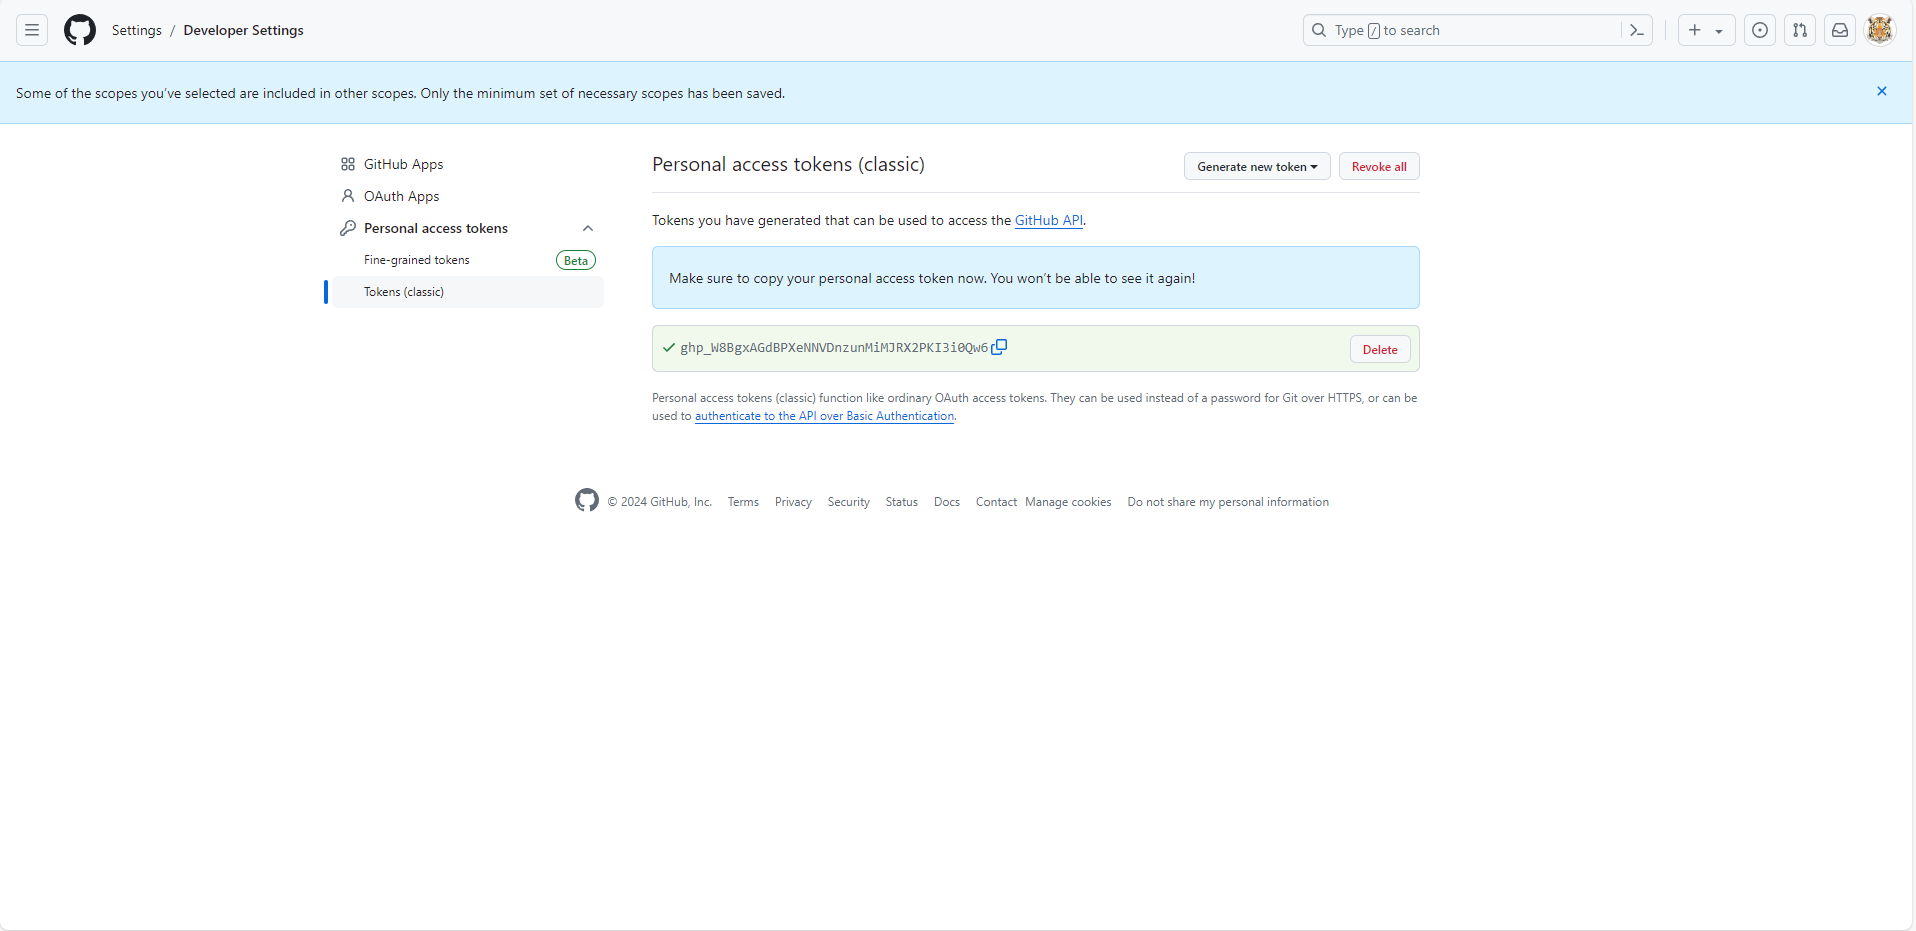 Settings / Developer Settings
Type / to search
Some of the scopes you've selected are included in other scopes. Only the minimum set of necessary scopes has been saved.
GitHub Apps
OAuth Apps
Personal access tokens
Fine-grained tokens Beta
Tokens (classic)
Personal access tokens (classic)
Generate new token
Revoke all
Tokens you have generated that can be used to access the GitHub API.
Make sure to copy your personal access token now. You won't be able to see it again!
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
Delete
Personal access tokens (classic) function like ordinary OAuth access tokens. They can be used instead of a password for Git over HTTPS, or can be
used to authenticate to the API over Basic Authentication.
© 2024 GitHub, Inc. Terms Privacy Security Status Docs Contact Manage cookies Do not share my personal information